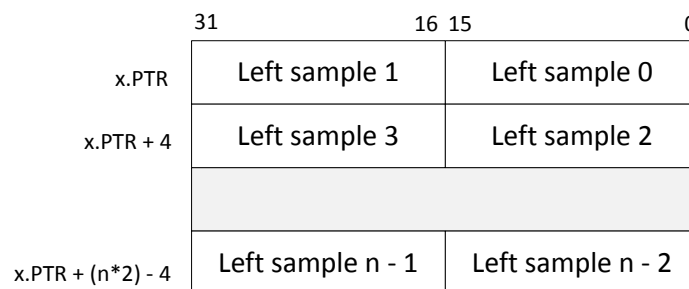 31 16 15 0
x.PTR Left sample 1 Left sample 0
x.PTR + 4 Left sample 3 Left sample 2
x.PTR + (n*2) - 4 Left sample n - 1 Left sample n - 2